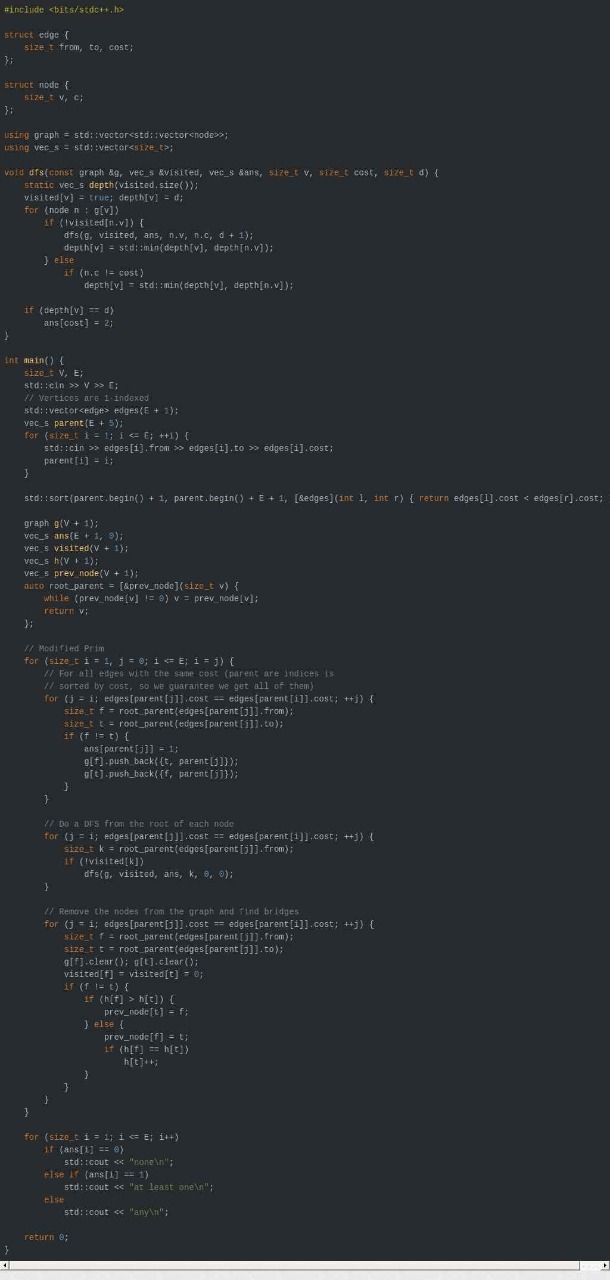 #include <bits/stdc++.h>

struct edge {
    size_t from, to, cost;
};

struct node {
    size_t v, c;
};

using graph = std::vector<std::vector<node>>;
using vec_s = std::vector<size_t>;

void dfs(const graph &g, vec_s &visited, vec_s &ans, size_t v, size_t cost, size_t d) {
    static vec_s depth(visited.size());
    visited[v] = true; depth[v] = d;
    for (node n : g[v])
        if (!visited[n.v]) {
            dfs(g, visited, ans, n.v, n.c, d + 1);
            depth[v] = std::min(depth[v], depth[n.v]);
        } else
            if (n.c != cost)
                depth[v] = std::min(depth[v], depth[n.v]);

    if (depth[v] == d)
        ans[cost] = 2;
}

int main() {
    size_t V, E;
    std::cin >> V >> E;
    // Vertices are 1-indexed
    std::vector<edge> edges(E + 1);
    vec_s parent(E + 5);
    for (size_t i = 1; i <= E; ++i) {
        std::cin >> edges[i].from >> edges[i].to >> edges[i].cost;
        parent[i] = i;
    }

    std::sort(parent.begin() + 1, parent.begin() + E + 1, [&edges](int l, int r) { return edges[l].cost < edges[r].cost;

    graph g(V + 1);
    vec_s ans(E + 1, 0);
    vec_s visited(V + 1);
    vec_s h(V + 1);
    vec_s prev_node(V + 1);
    auto root_parent = [&prev_node](size_t v) {
        while (prev_node[v] != 0) v = prev_node[v];
        return v;
    };

    // Modified Prim
    for (size_t i = 1, j = 0; i <= E; i = j) {
        // For all edges with the same cost (parent are indices is
        // sorted by cost, so we guarantee we get all of them)
        for (j = i; edges[parent[j]].cost == edges[parent[i]].cost; ++j) {
            size_t f = root_parent(edges[parent[j]].from);
            size_t t = root_parent(edges[parent[j]].to);
            if (f != t) {
                ans[parent[j]] = 1;
                g[f].push_back({t, parent[j]});
                g[t].push_back({f, parent[j]});
            }
        }

        // Do a DFS from the root of each node
        for (j = i; edges[parent[j]].cost == edges[parent[i]].cost; ++j) {
            size_t k = root_parent(edges[parent[j]].from);
            if (!visited[k])
                dfs(g, visited, ans, k, 0, 0);
        }

        // Remove the nodes from the graph and find bridges
        for (j = i; edges[parent[j]].cost == edges[parent[i]].cost; ++j) {
            size_t f = root_parent(edges[parent[j]].from);
            size_t t = root_parent(edges[parent[j]].to);
            g[f].clear(); g[t].clear();
            visited[f] = visited[t] = 0;
            if (f != t) {
                if (h[f] > h[t]) {
                    prev_node[t] = f;
                } else {
                    prev_node[f] = t;
                    if (h[f] == h[t])
                        h[t]++;
                }
            }
        }
    }

    for (size_t i = 1; i <= E; i++)
        if (ans[i] == 0)
            std::cout << "none\n";
        else if (ans[i] == 1)
            std::cout << "at least one\n";
        else
            std::cout << "any\n";

    return 0;
}